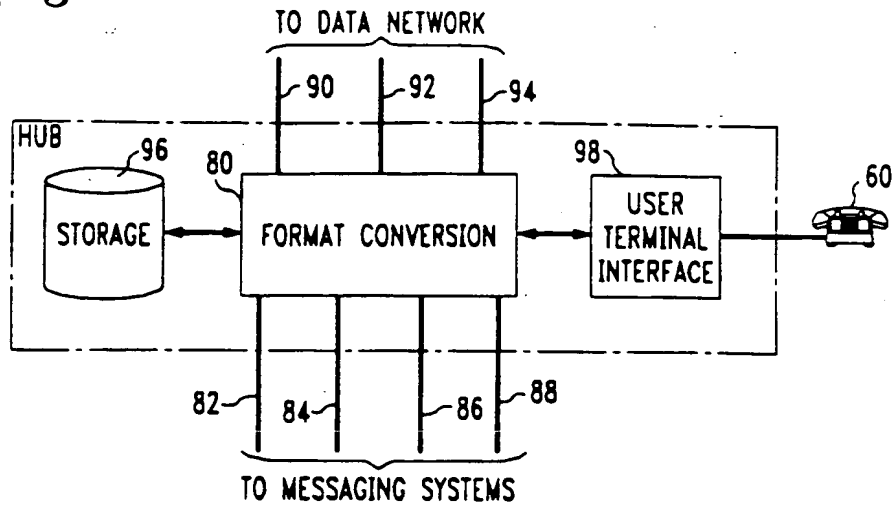 TO DATA NETWORK
90 92 94
HUB
96 80 98 60
STORAGE
FORMAT CONVERSION
USER
TERMINAL
INTERFACE
82 84 86 88
TO MESSAGING SYSTEMS